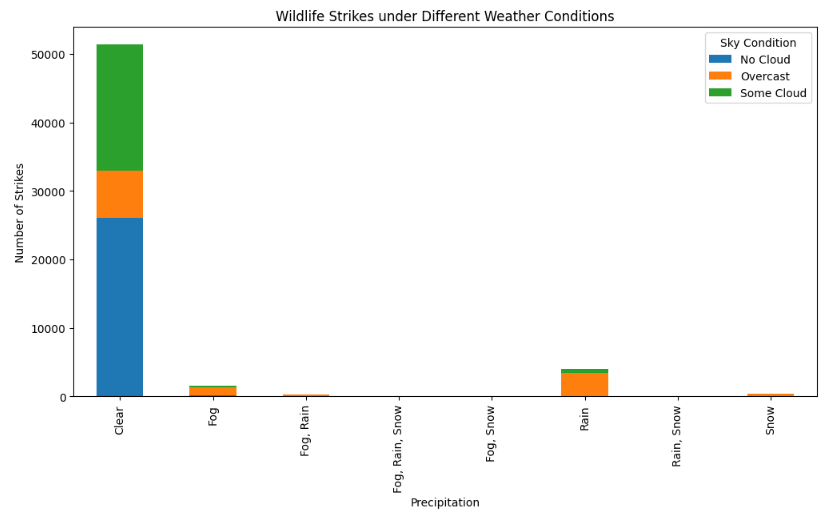 Wildlife Strikes under Different Weather Conditions
Sky Condition
No Cloud
Overcast
Some Cloud
50000
40000
30000
20000
10000
0
Number of Strikes
Clear
Fog
Fog, Rain
Fog, Rain, Snow
Fog, Snow
Rain
Rain, Snow
Snow
Precipitation